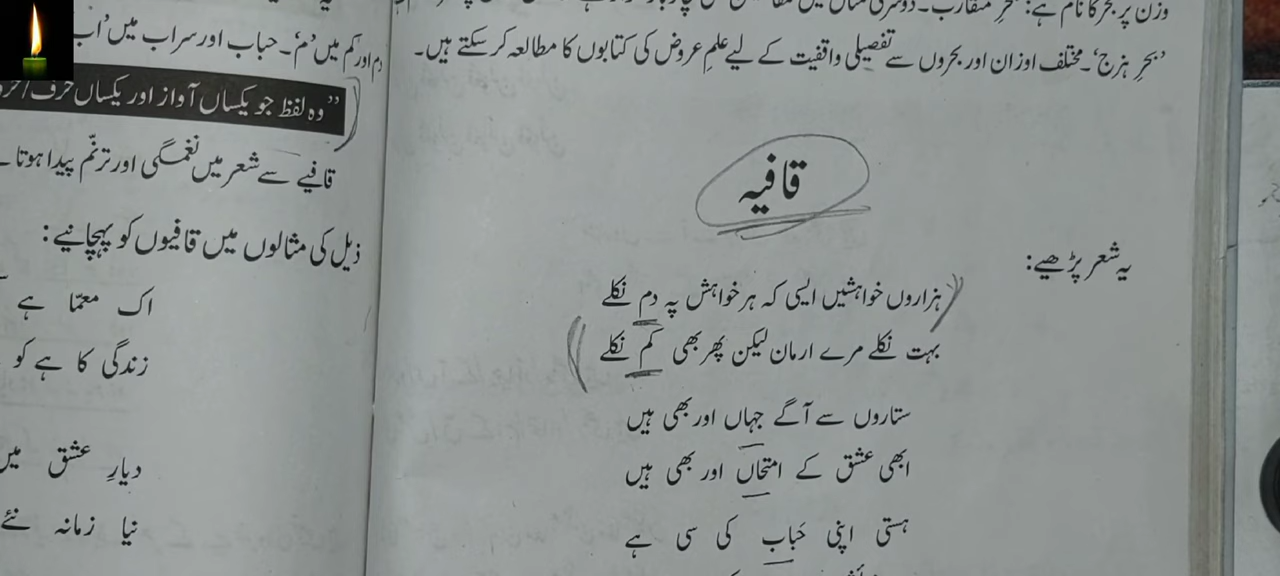 وزن پر بحر کا نام ہے:
'بحرِ ہزج'۔ مختلف اوزان اور بحروں سے تفصیلی واقفیت کے لیے علمِ عروض کی کتابوں کا مطالعہ کر سکتے ہیں۔
قافیہ
یہ شعر پڑھیے:
ہزاروں خواہشیں ایسی کہ ہر خواہش پہ دم نکلے
بہت نکلے مرے ارمان لیکن پھر بھی کم نکلے
ستاروں سے آگے جہاں اور بھی ہیں
ابھی عشق کے امتحاں اور بھی ہیں
ہستی اپنی حَباب کی سی ہے
دم اور کم میں 'م'۔ حباب اور سراب میں 'اب
"وہ لفظ جو یکساں آواز اور یکساں حرف/
قافیے سے شعر میں نغمگی اور ترنّم پیدا ہوتا
ذیل کی مثالوں میں قافیوں کو پہچانیے:
اک معمّا ہے
زندگی کا ہے کو
دیارِ عشق میں
نیا زمانہ نئے